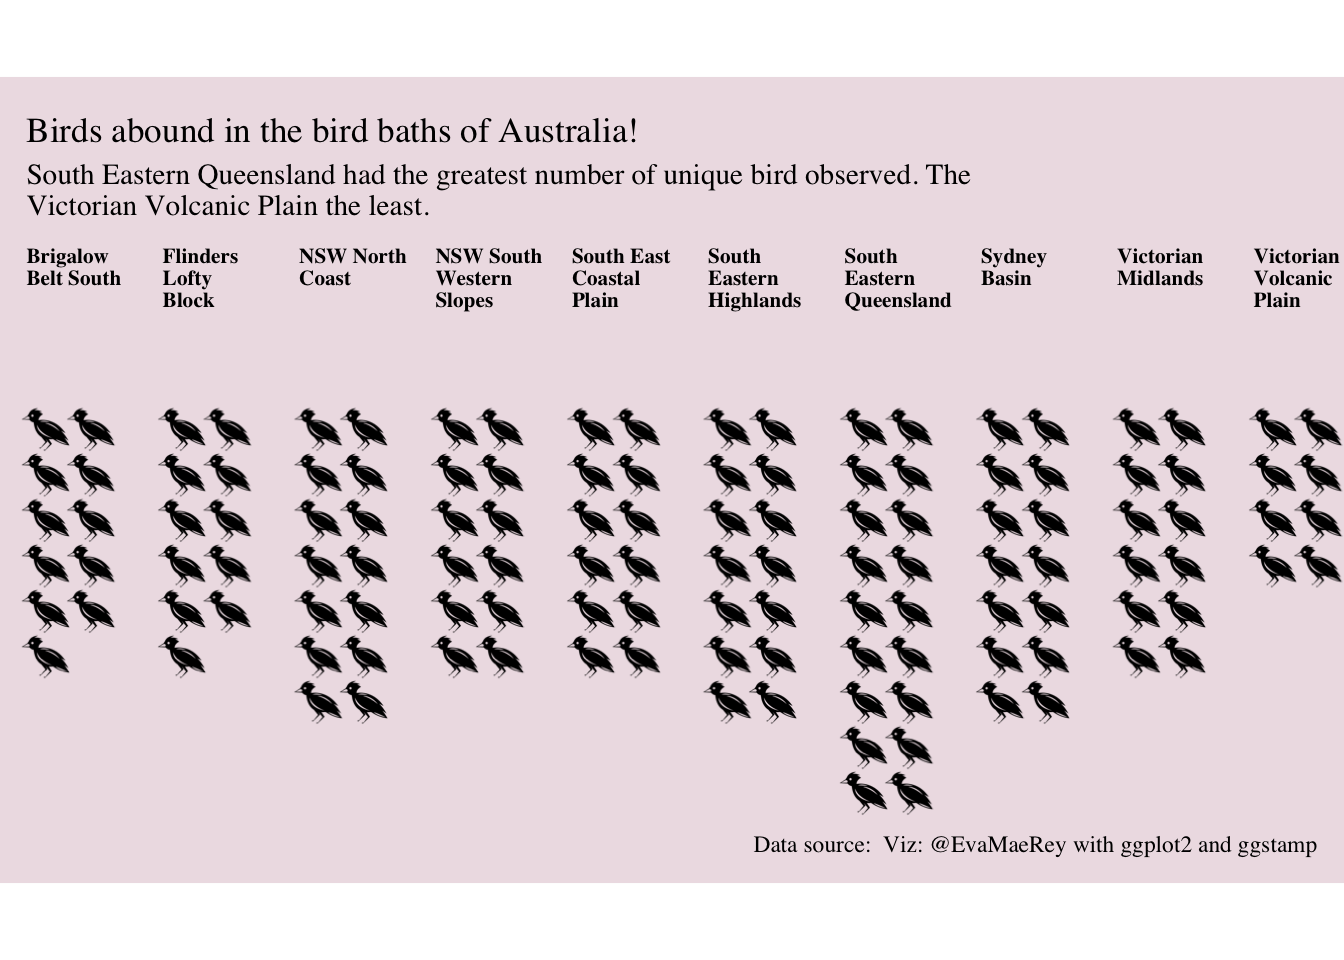 Birds abound in the bird baths of Australia!
South Eastern Queensland had the greatest number of unique bird observed. The
Victorian Volcanic Plain the least.
Brigalow
Belt South
Flinders
Lofty
Block
NSW North
Coast
NSW South
Western
Slopes
South East
Coastal
Plain
South
Eastern
Highlands
South
Eastern
Queensland
Sydney
Basin
Victorian
Midlands
Victorian
Volcanic
Plain
Data source:  Viz: @EvaMaeRey with ggplot2 and ggstamp